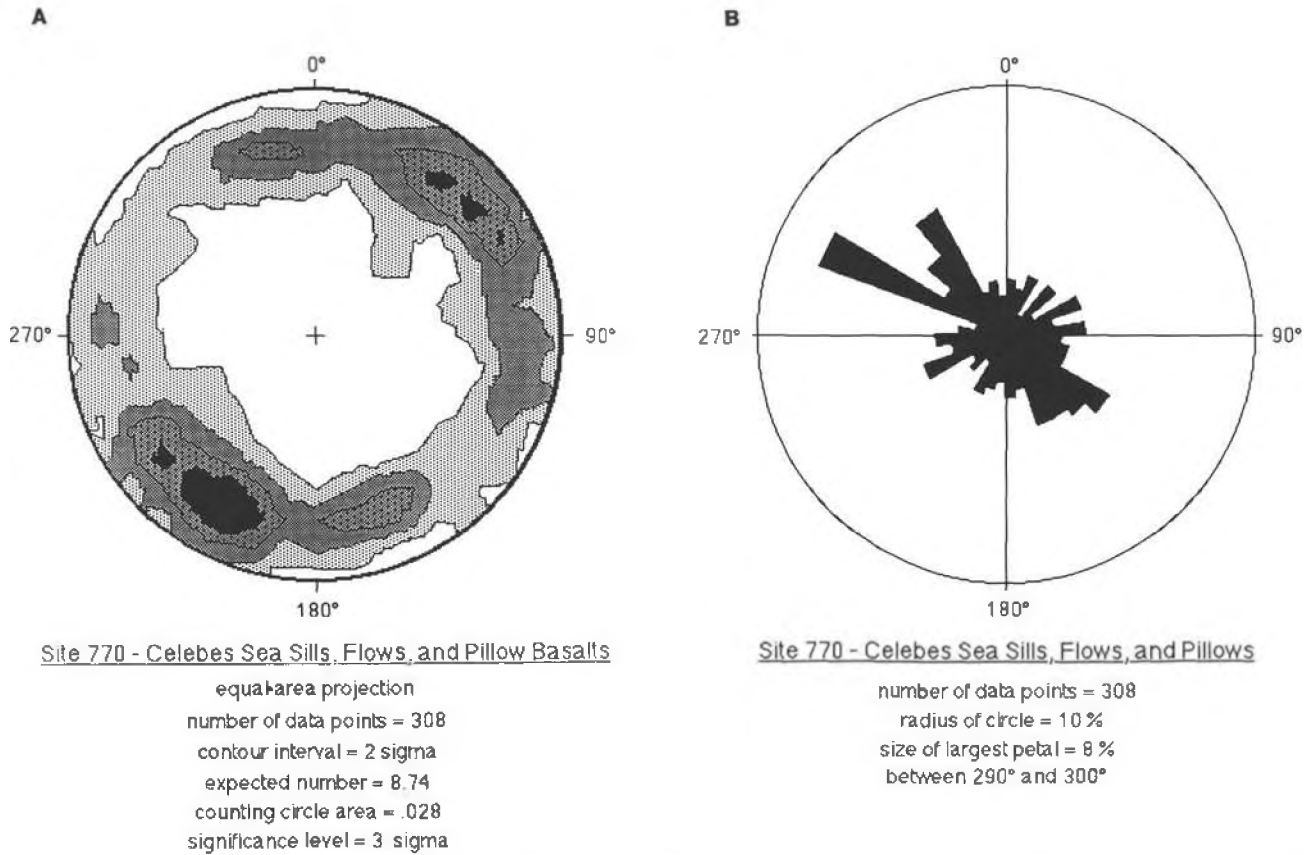 A
0°
270°
90°
180°
Site 770 - Celebes Sea Sills, Flows, and Pillow Basalts
equal-area projection
number of data points = 308
contour interval = 2 sigma
expected number = 8.74
counting circle area = .028
significance level = 3 sigma
B
0°
270°
90°
180°
Site 770 - Celebes Sea Sills, Flows, and Pillows
number of data points = 308
radius of circle = 10 %
size of largest petal = 8 %
between 290° and 300°